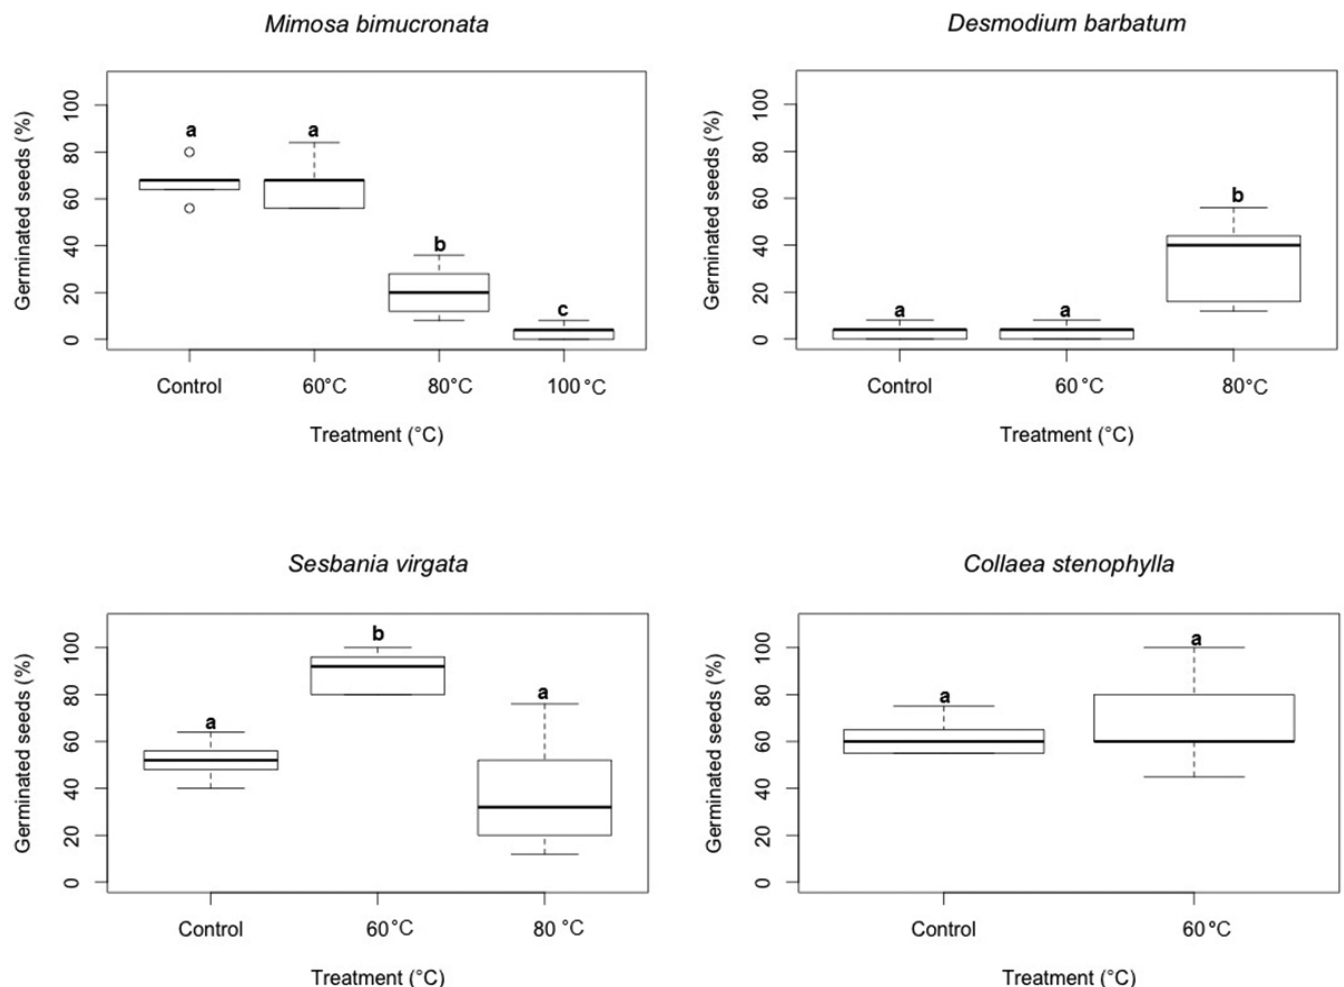 Mimosa bimucronata
Germinated seeds (%)
100
80
60
40
20
0
a
a
b
c
Control
60°C
80°C
100°C
Treatment (°C)
Desmodium barbatum
Germinated seeds (%)
100
80
60
40
20
0
a
a
b
Control
60°C
80°C
Treatment (°C)
Sesbania virgata
Germinated seeds (%)
100
80
60
40
20
0
a
b
a
Control
60°C
80 °C
Treatment (°C)
Collaea stenophylla
Germinated seeds (%)
100
80
60
40
20
0
a
a
Control
60ºC
Treatment (°C)